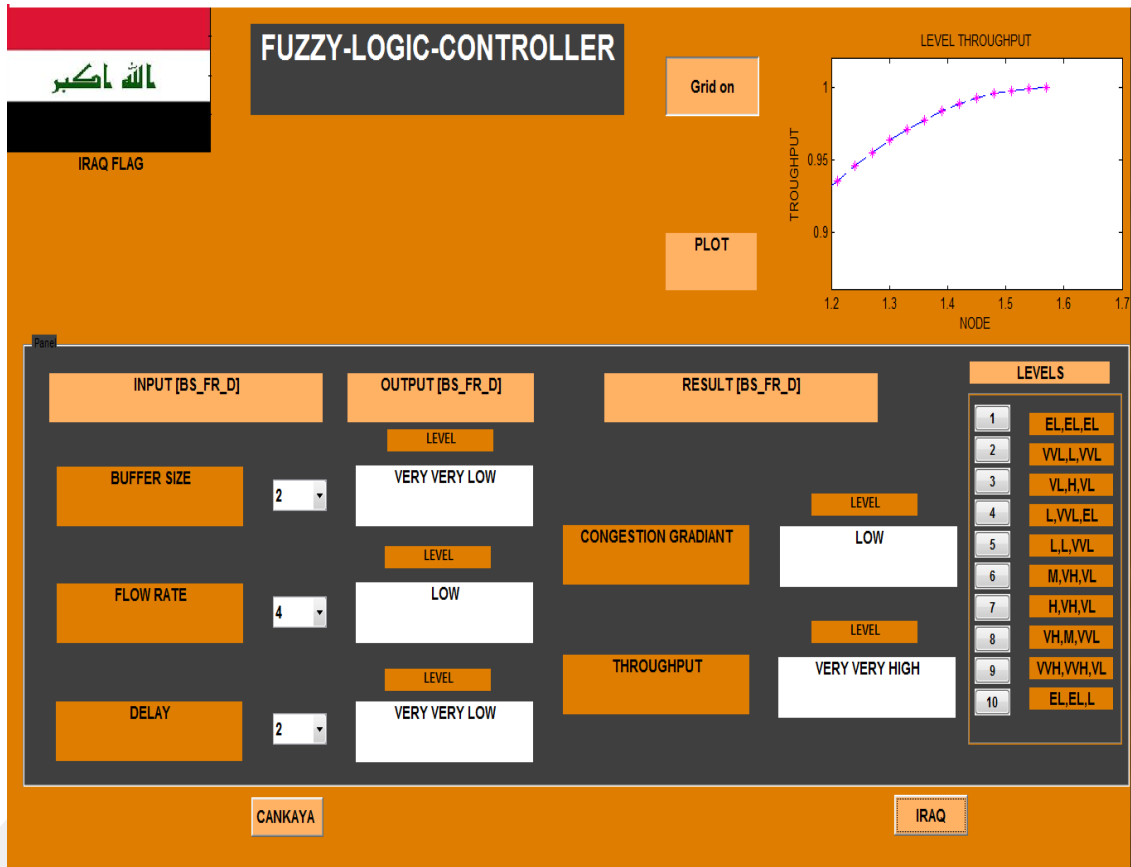 الله اكبر
IRAQ FLAG
FUZZY-LOGIC-CONTROLLER
Grid on
PLOT
LEVEL THROUGHPUT
TROUGHPUT
1
0.95
0.9
1.2 1.3 1.4 1.5 1.6 1.7
NODE
Panel
INPUT [BS_FR_D]
OUTPUT [BS_FR_D]
RESULT [BS_FR_D]
LEVELS
LEVEL
BUFFER SIZE
2
VERY VERY LOW
LEVEL
FLOW RATE
4
LOW
LEVEL
DELAY
2
VERY VERY LOW
LEVEL
CONGESTION GRADIANT
LOW
LEVEL
THROUGHPUT
VERY VERY HIGH
1 EL,EL,EL
2 VVL,L,VVL
3 VL,H,VL
4 L,VVL,EL
5 L,L,VVL
6 M,VH,VL
7 H,VH,VL
8 VH,M,VVL
9 VVH,VVH,VL
10 EL,EL,L
CANKAYA
IRAQ